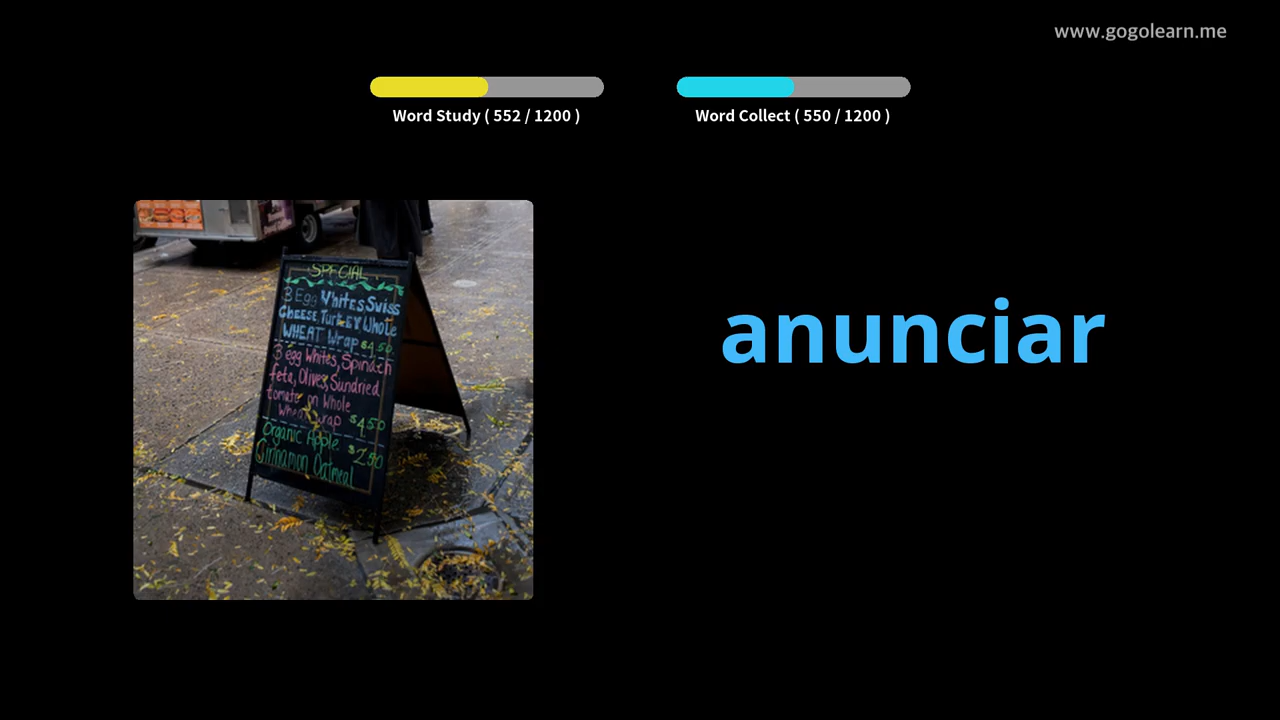 www.gogolearn.me
Word Study ( 552 / 1200 )
Word Collect ( 550 / 1200 )
SPECIAL
3 Egg Whites, Swiss
Cheese, Turkey Whole
WHEAT Wrap $4.50
3 egg Whites, Spinach
feta, Olives, Sundried
tomato on Whole
Wheat wrap $4.50
Organic Apple
Cinnamon Oatmeal $2.50
anunciar